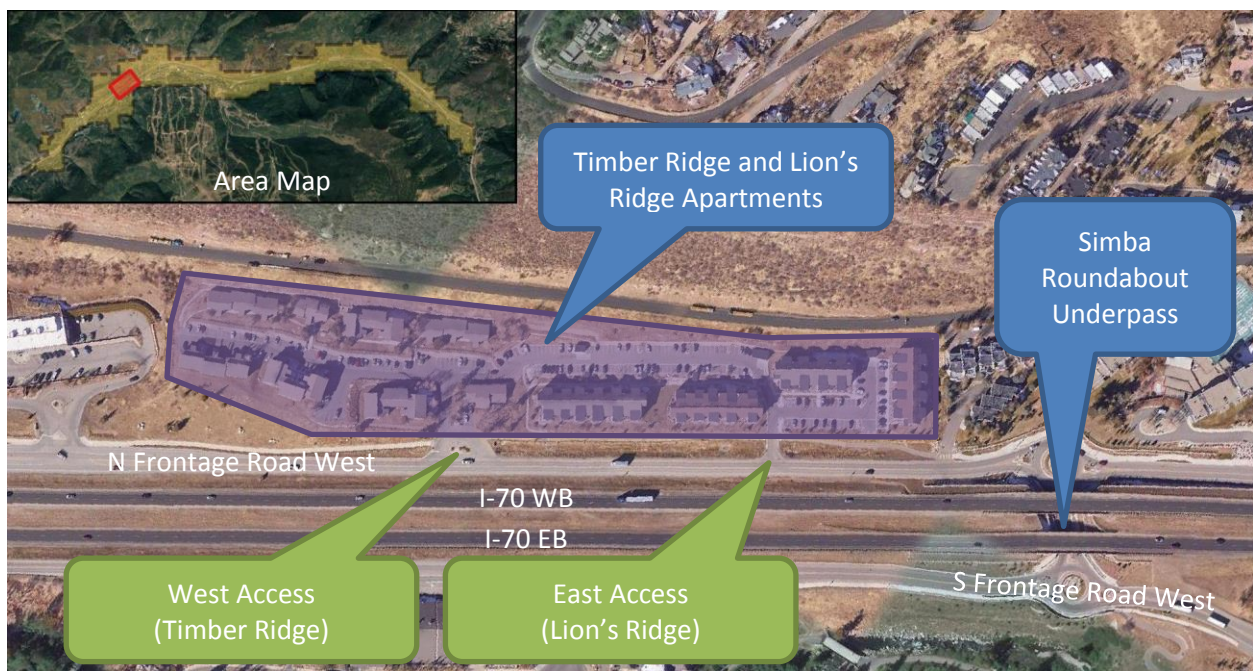 Area Map
Timber Ridge and Lion's
Ridge Apartments
Simba
Roundabout
Underpass
N Frontage Road West
I-70 WB
I-70 EB
S Frontage Road West
West Access
(Timber Ridge)
East Access
(Lion's Ridge)